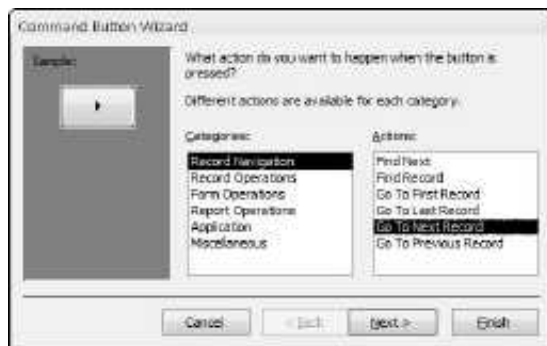 Command Button Wizard
Sample:
What action do you want to happen when the button is
pressed?
Different actions are available for each category.
Categories:
Record Navigation
Record Operations
Form Operations
Report Operations
Application
Miscellaneous
Actions:
Find Next
Find Record
Go To First Record
Go To Last Record
Go To Next Record
Go To Previous Record
Cancel
< Back
Next >
Finish